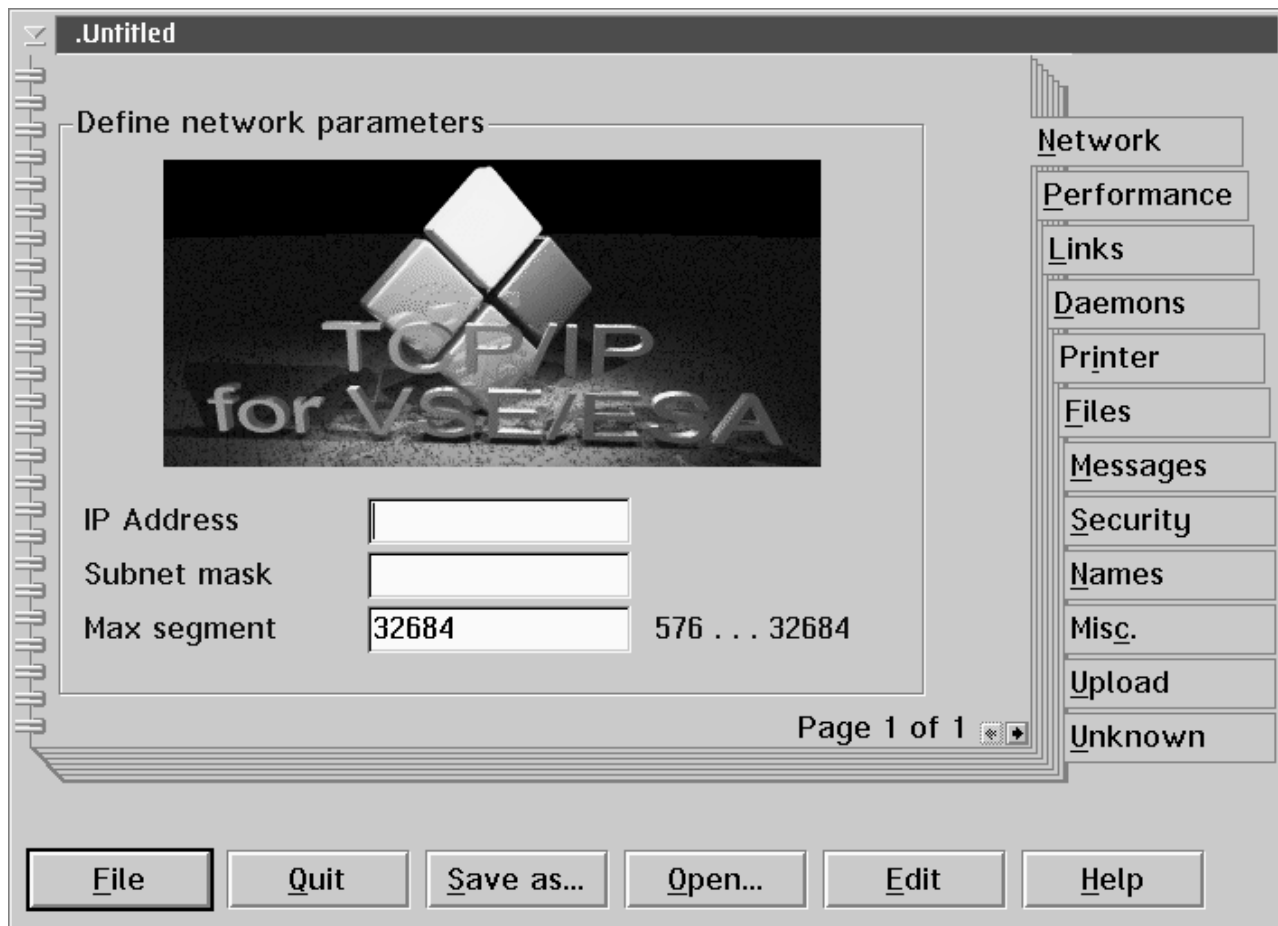 .Untitled
Define network parameters
TCP/IP
for VSE/ESA
IP Address
Subnet mask
Max segment 32684 576 . . . 32684
Page 1 of 1
Network
Performance
Links
Daemons
Printer
Files
Messages
Security
Names
Misc.
Upload
Unknown
File Quit Save as... Open... Edit Help